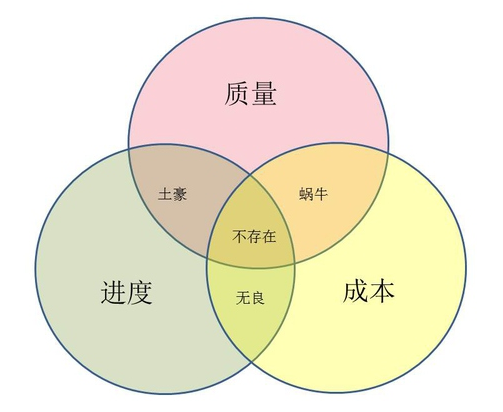 质量
土豪
蜗牛
不存在
进度
无良
成本